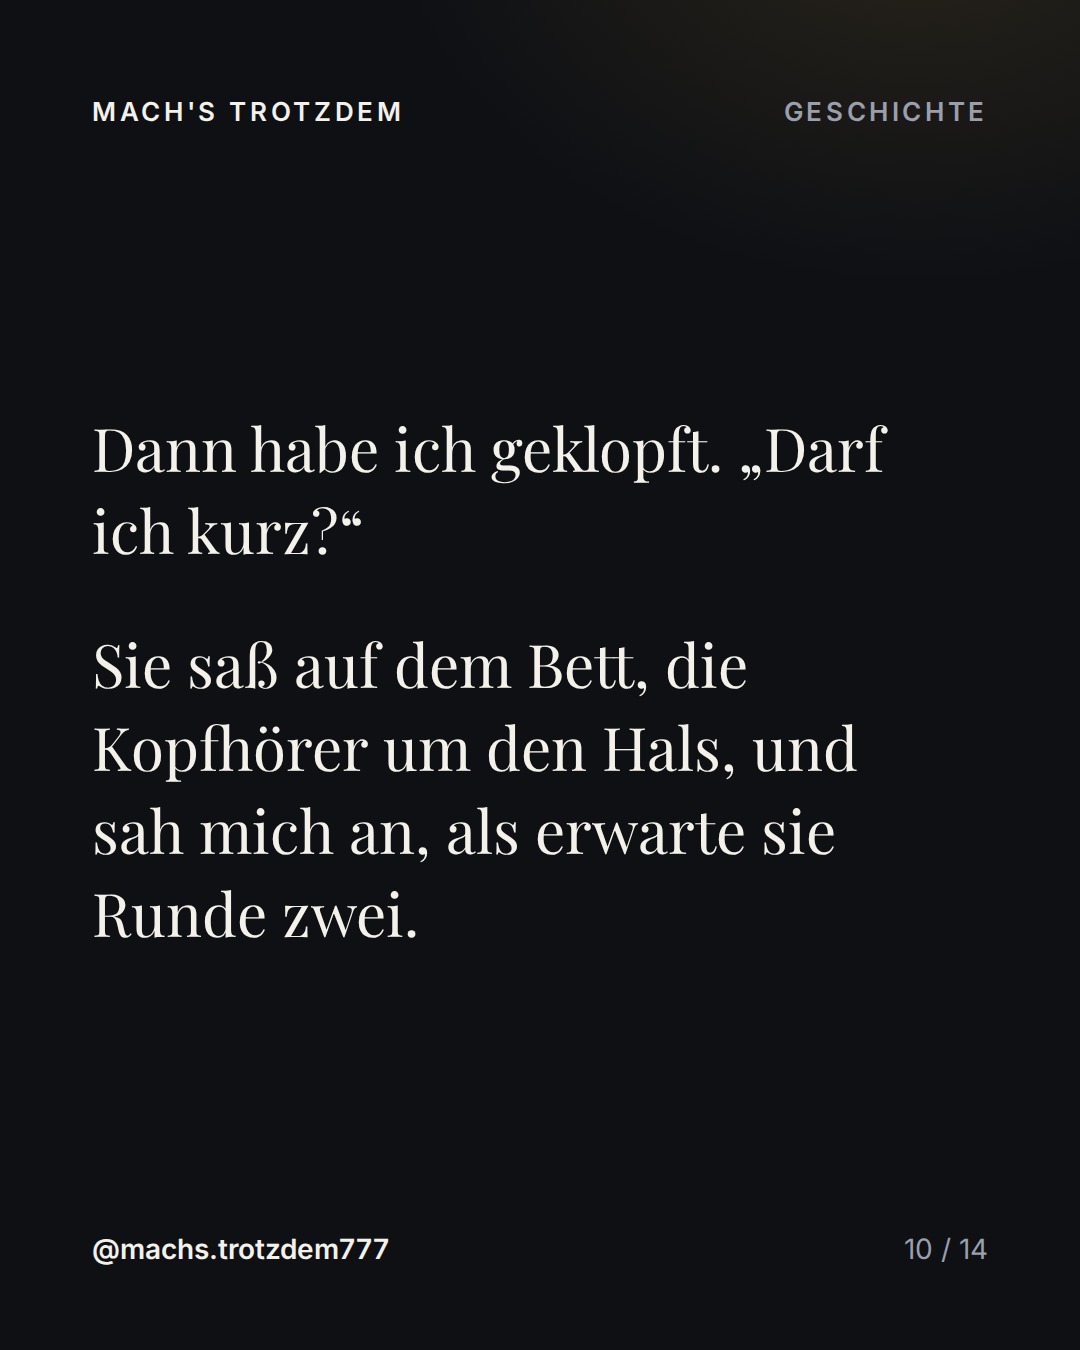 MACH'S TROTZDEM
GESCHICHTE
Dann habe ich geklopft. „Darf
ich kurz?“
Sie saß auf dem Bett, die
Kopfhörer um den Hals, und
sah mich an, als erwarte sie
Runde zwei.
@machs.trotzdem777
10 / 14